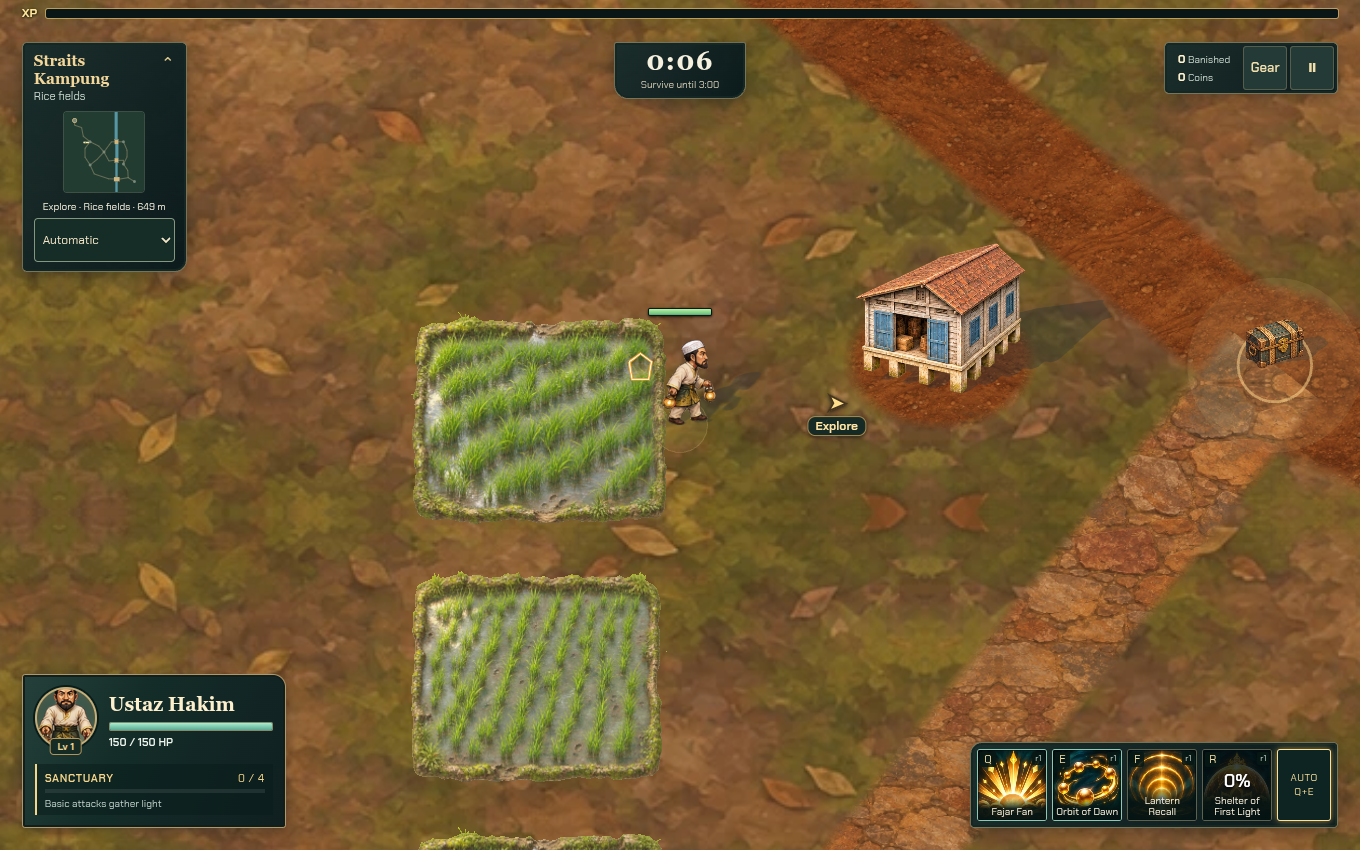 XP
Straits
Kampung
Rice fields
Explore · Rice fields · 649 m
Automatic
0:06
Survive until 3:00
0 Banished
0 Coins
Gear
Explore
Ustaz Hakim
150 / 150 HP
Lv 1
SANCTUARY 0 / 4
Basic attacks gather light
Q r1
Fajar Fan
E r1
Orbit of Dawn
F r1
Lantern
Recall
R r1
0%
Shelter of
First Light
AUTO
Q+E